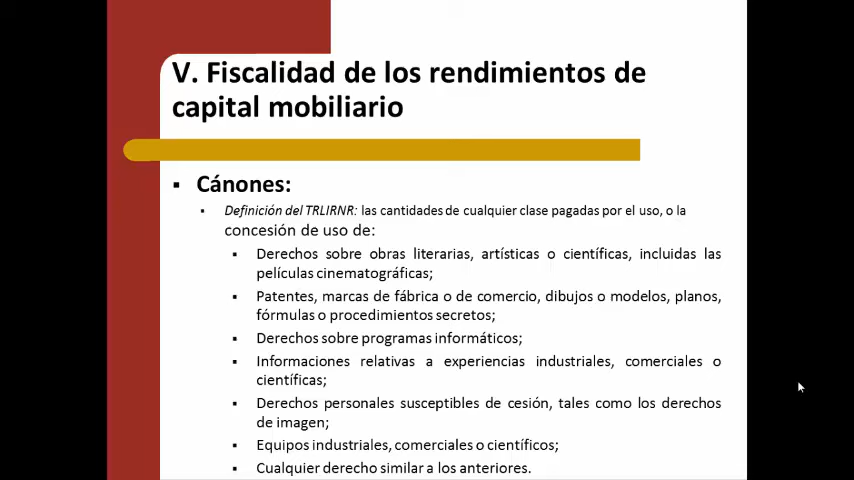 V. Fiscalidad de los rendimientos de
capital mobiliario
▪ Cánones:
▪ Definición del TRLIRNR: las cantidades de cualquier clase pagadas por el uso, o la
concesión de uso de:
▪ Derechos sobre obras literarias, artísticas o científicas, incluidas las
películas cinematográficas;
▪ Patentes, marcas de fábrica o de comercio, dibujos o modelos, planos,
fórmulas o procedimientos secretos;
▪ Derechos sobre programas informáticos;
▪ Informaciones relativas a experiencias industriales, comerciales o
científicas;
▪ Derechos personales susceptibles de cesión, tales como los derechos
de imagen;
▪ Equipos industriales, comerciales o científicos;
▪ Cualquier derecho similar a los anteriores.